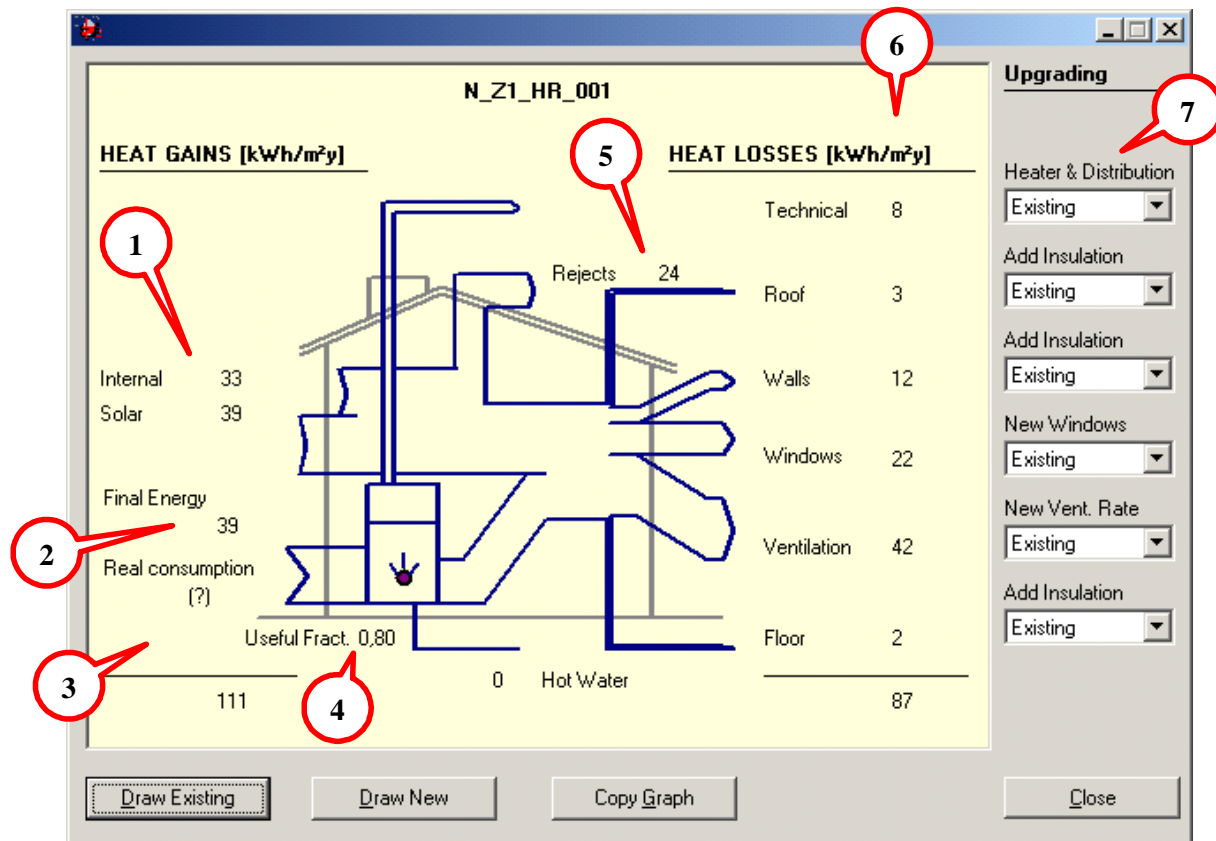 N_Z1_HR_001
HEAT GAINS [kWh/m²y]
HEAT LOSSES [kWh/m²y]
1
5
6
Technical 8
Rejects 24
Roof 3
Internal 33
Solar 39
Walls 12
Windows 22
Final Energy
39
2
Real consumption
(?)
Ventilation 42
Useful Fract. 0,80
Floor 2
3
4
0 Hot Water
111
87
Upgrading
7
Heater & Distribution
Existing
Add Insulation
Existing
Add Insulation
Existing
New Windows
Existing
New Vent. Rate
Existing
Add Insulation
Existing
Draw Existing
Draw New
Copy Graph
Close